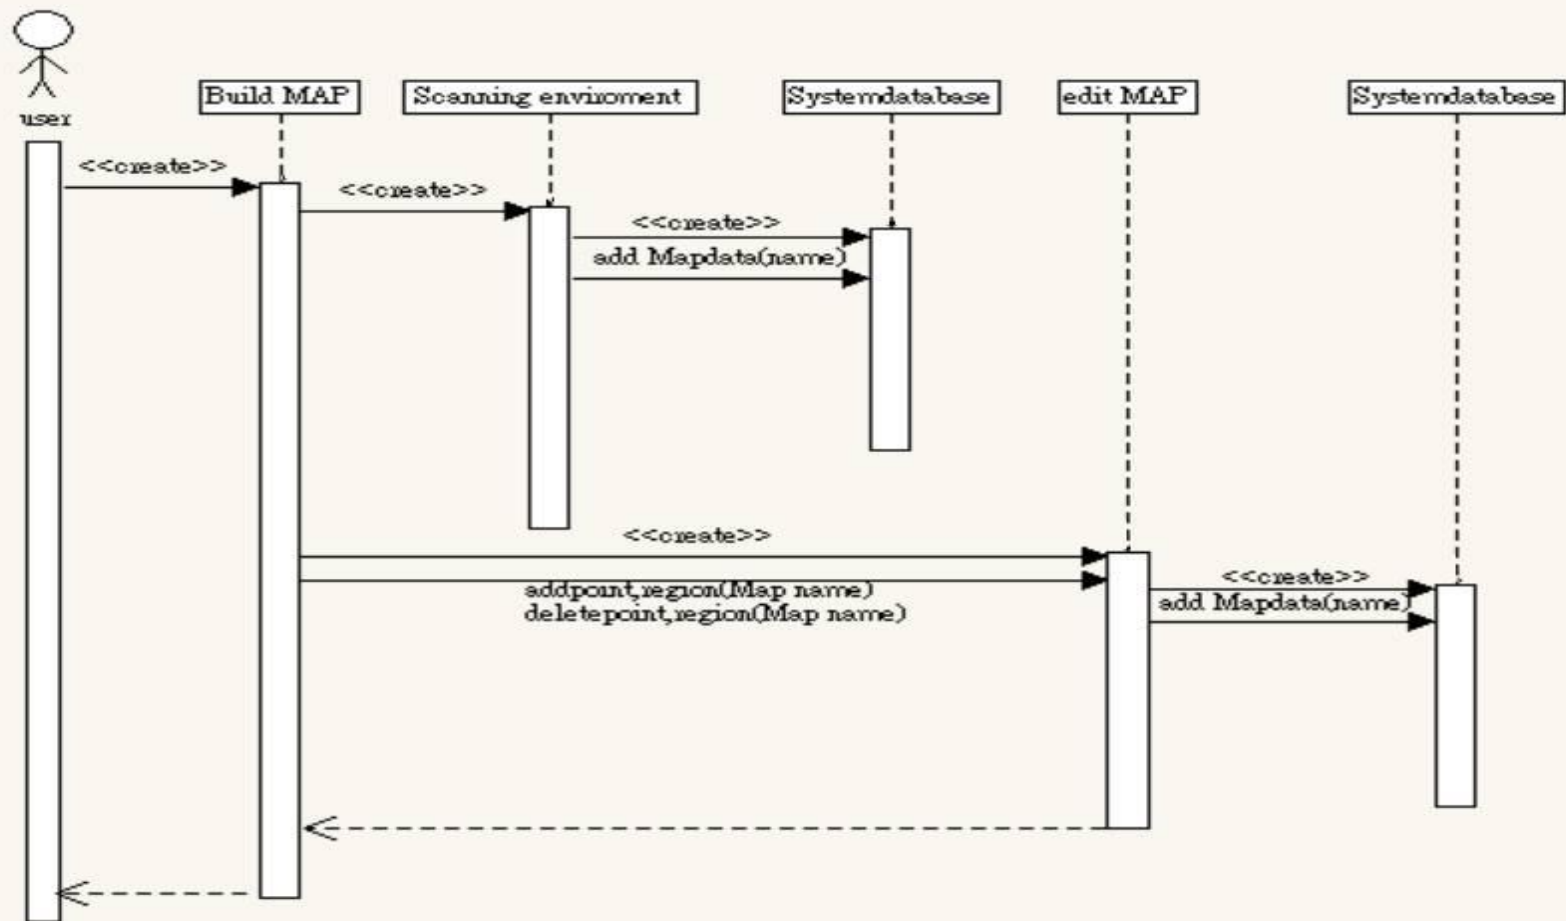 user
Build MAP
Scanning enviroment
Systemdatabase
edit MAP
Systemdatabase
<<create>>
<<create>>
<<create>>
add Mapdata(name)
<<create>>
addpoint,region(Map name)
deletepoint,region(Map name)
<<create>>
add Mapdata(name)